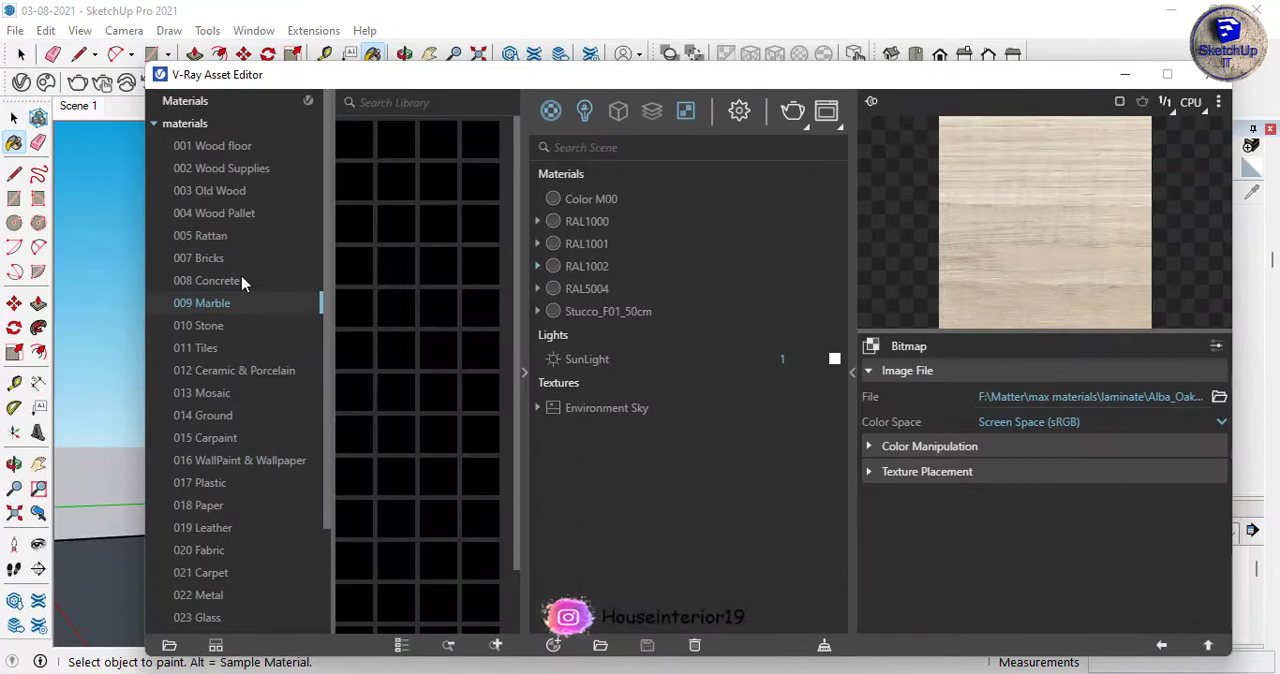 03-08-2021 - SketchUp Pro 2021
File Edit View Camera Draw Tools Window Extensions Help
SketchUp
IT
V-Ray Asset Editor
Scene 1
Materials
materials
001 Wood floor
002 Wood Supplies
003 Old Wood
004 Wood Pallet
005 Rattan
007 Bricks
008 Concrete
009 Marble
010 Stone
011 Tiles
012 Ceramic & Porcelain
013 Mosaic
014 Ground
015 Carpaint
016 WallPaint & Wallpaper
017 Plastic
018 Paper
019 Leather
020 Fabric
021 Carpet
022 Metal
023 Glass
Search Library
Search Scene
Materials
Color M00
RAL1000
RAL1001
RAL1002
RAL5004
Stucco_F01_50cm
Lights
SunLight 1
Textures
Environment Sky
Houseinterior19
1/1 CPU
Bitmap
Image File
File F:\Matter\max materials\laminate\Alba_Oak...
Color Space Screen Space (sRGB)
Color Manipulation
Texture Placement
Select object to paint. Alt = Sample Material.
Measurements